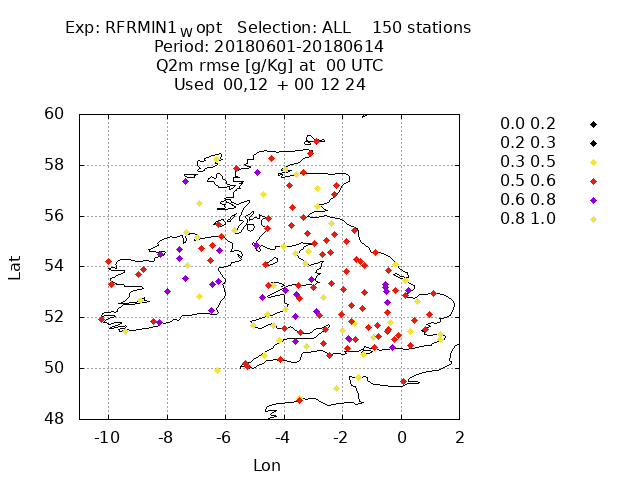 Exp: RFRMIN1_W opt Selection: ALL 150 stations
Period: 20180601-20180614
Q2m rmse [g/Kg] at 00 UTC
Used 00,12 + 00 12 24
60
58
56
54
52
50
48
Lat
-10 -8 -6 -4 -2 0 2
Lon
0.0 0.2
0.2 0.3
0.3 0.5
0.5 0.6
0.6 0.8
0.8 1.0